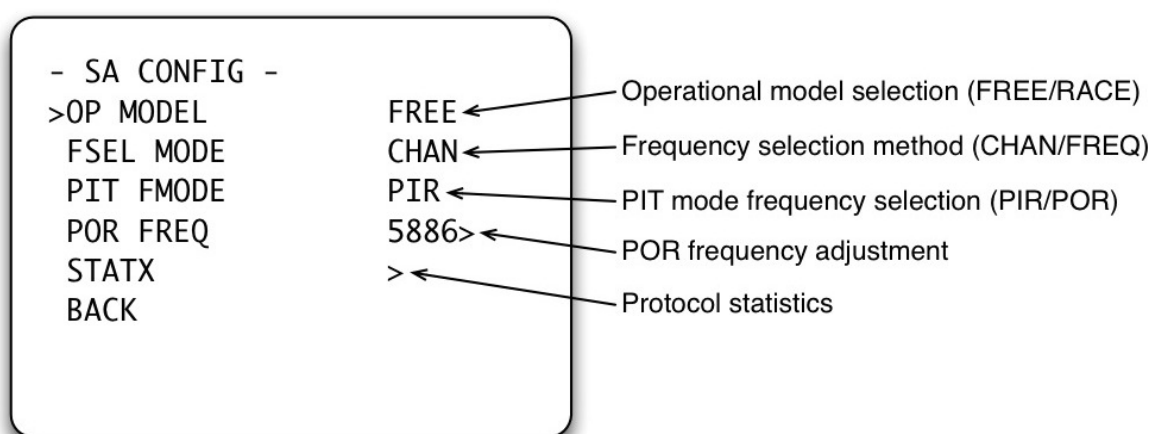 - SA CONFIG -
>OP MODEL FREE
FSEL MODE CHAN
PIT FMODE PIR
POR FREQ 5886>
STATX >
BACK
Operational model selection (FREE/RACE)
Frequency selection method (CHAN/FREQ)
PIT mode frequency selection (PIR/POR)
POR frequency adjustment
Protocol statistics